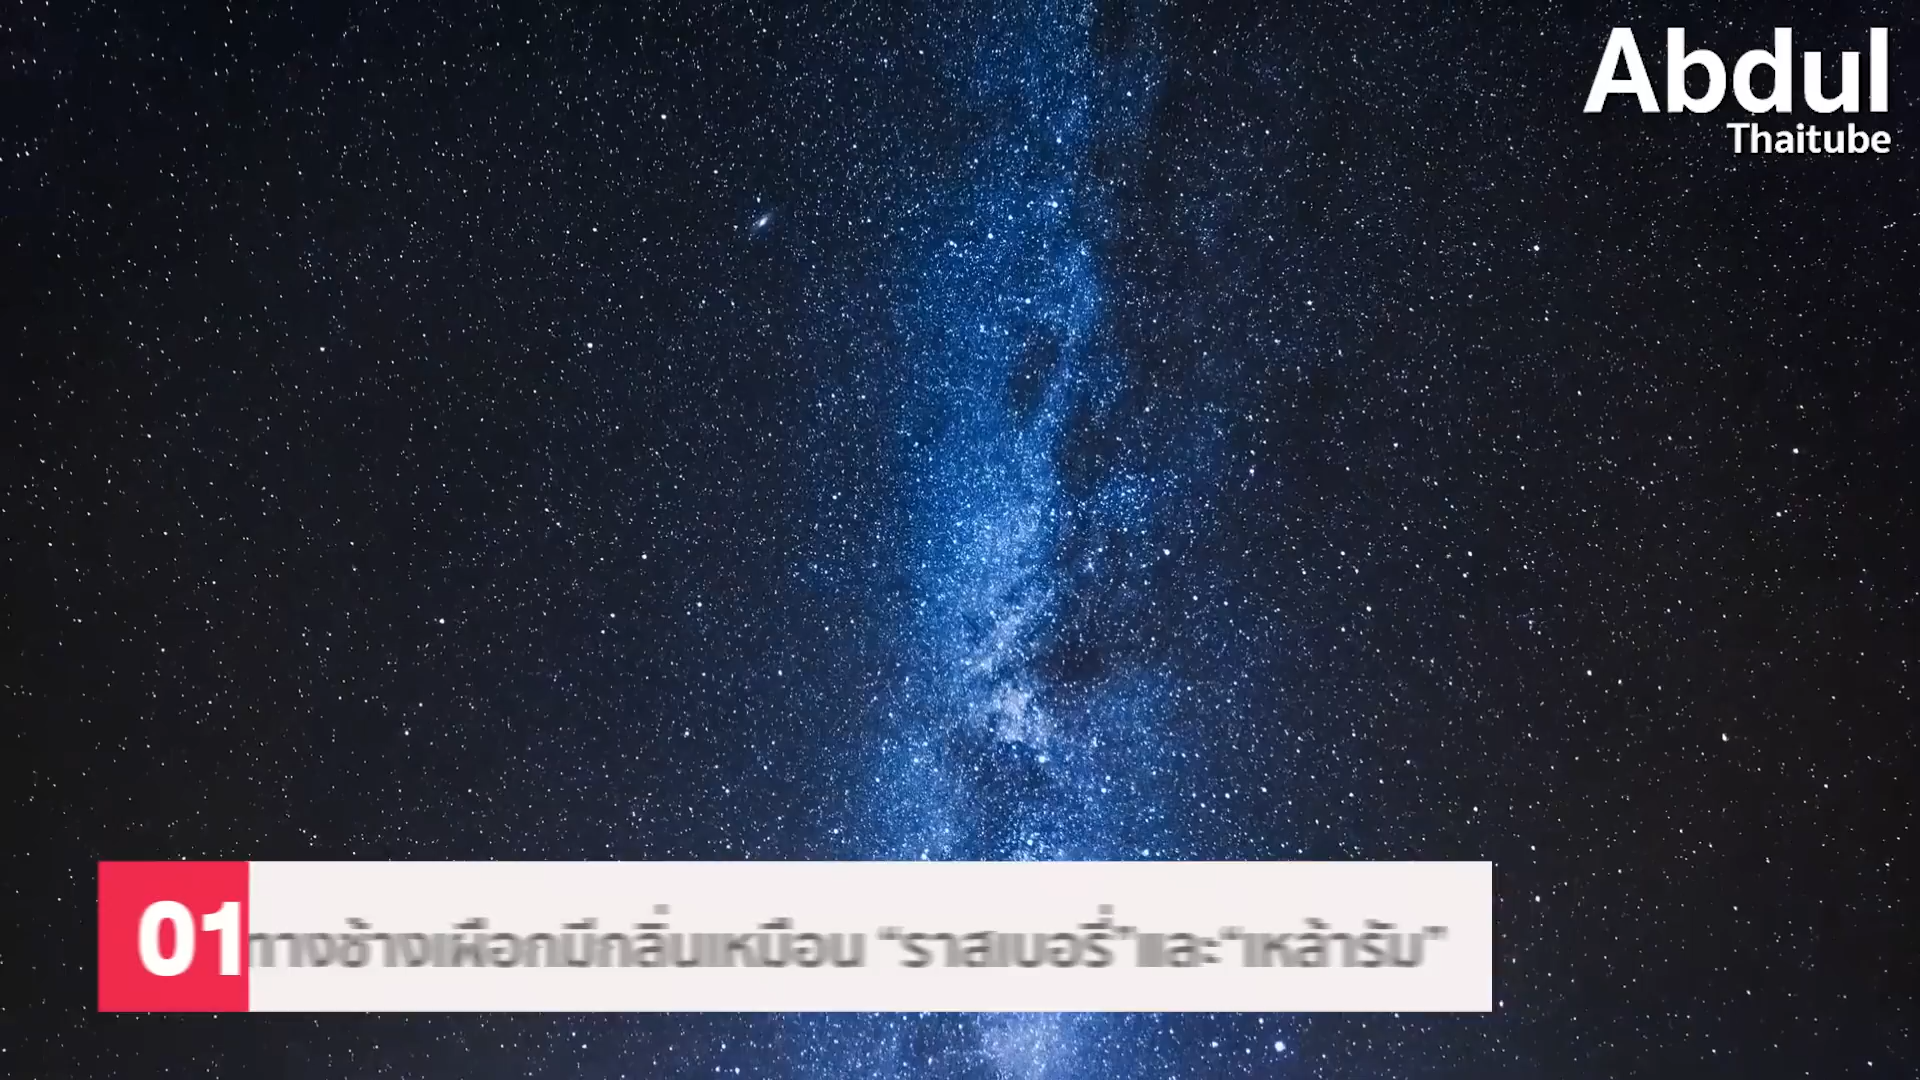 Abdul
Thaitube
01
ทางช้างเผือกมีกลิ่นเหมือน “ราสเบอรี่”และ“เหล้ารัม”